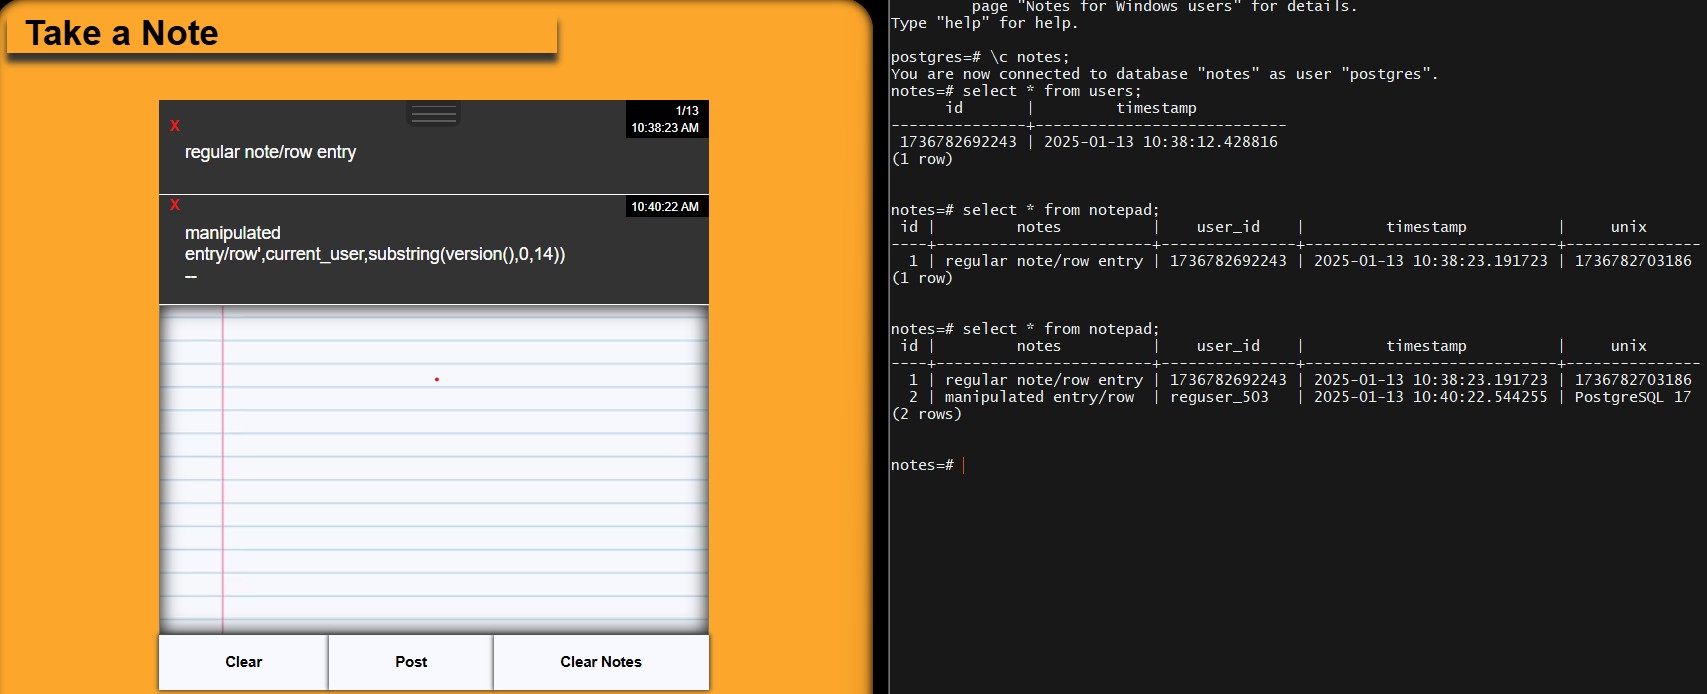 Take a Note
X
1/13
10:38:23 AM
regular note/row entry
X
10:40:22 AM
manipulated
entry/row',current_user,substring(version(),0,14))
--
Clear
Post
Clear Notes
page "Notes for Windows users" for details.
Type "help" for help.
postgres=# \c notes;
You are now connected to database "notes" as user "postgres".
notes=# select * from users;
id | timestamp
---------------+----------------------------
1736782692243 | 2025-01-13 10:38:12.428816
(1 row)
notes=# select * from notepad;
id | notes | user_id | timestamp | unix
----+------------------------+---------------+----------------------------+---------------
1 | regular note/row entry | 1736782692243 | 2025-01-13 10:38:23.191723 | 1736782703186
(1 row)
notes=# select * from notepad;
id | notes | user_id | timestamp | unix
----+------------------------+---------------+----------------------------+---------------
1 | regular note/row entry | 1736782692243 | 2025-01-13 10:38:23.191723 | 1736782703186
2 | manipulated entry/row | reguser_503 | 2025-01-13 10:40:22.544255 | PostgreSQL 17
(2 rows)
notes=#